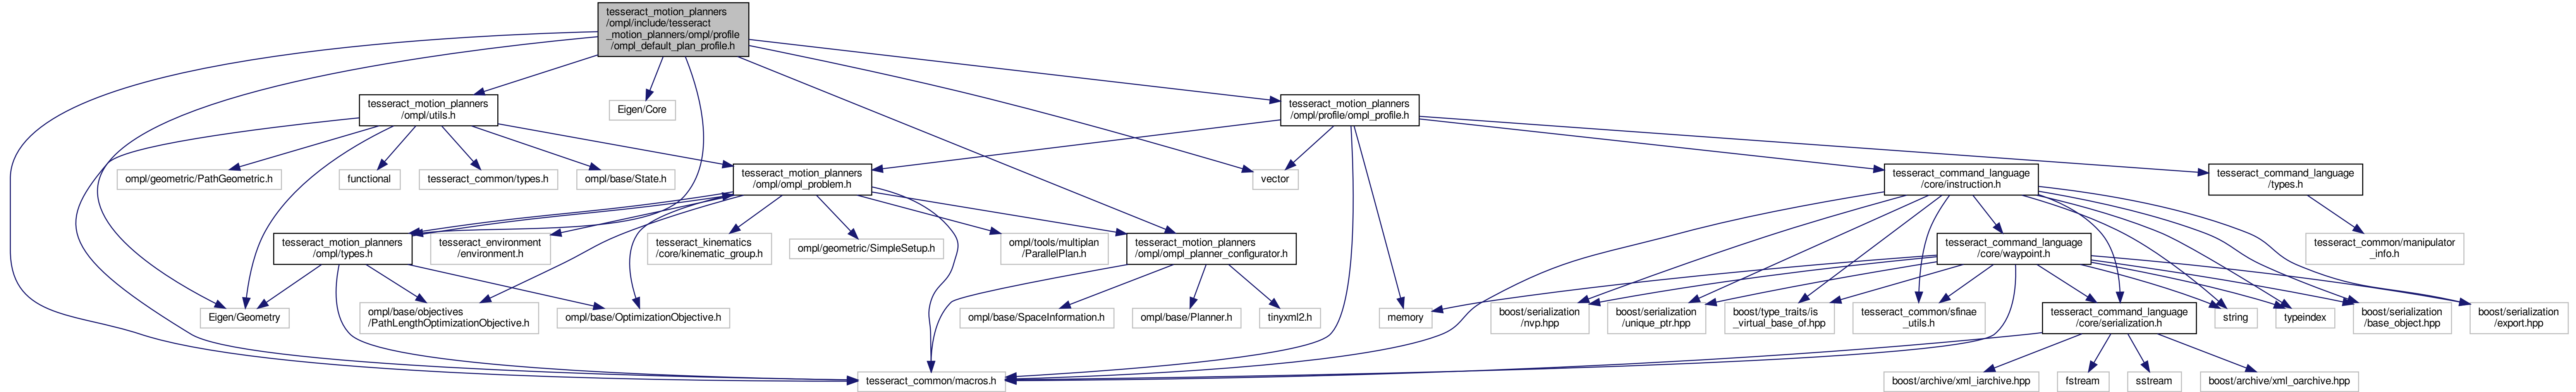 tesseract_motion_planners
/ompl/include/tesseract
_motion_planners/ompl/profile
/ompl_default_plan_profile.h
tesseract_motion_planners
/ompl/utils.h
Eigen/Core
tesseract_motion_planners
/ompl/profile/ompl_profile.h
ompl/geometric/PathGeometric.h
functional
tesseract_common/types.h
ompl/base/State.h
tesseract_motion_planners
/ompl/ompl_problem.h
vector
tesseract_command_language
/core/instruction.h
tesseract_command_language
/types.h
tesseract_motion_planners
/ompl/types.h
tesseract_environment
/environment.h
tesseract_kinematics
/core/kinematic_group.h
ompl/geometric/SimpleSetup.h
ompl/tools/multiplan
/ParallelPlan.h
tesseract_motion_planners
/ompl/ompl_planner_configurator.h
tesseract_command_language
/core/waypoint.h
tesseract_common/manipulator
_info.h
Eigen/Geometry
ompl/base/objectives
/PathLengthOptimizationObjective.h
ompl/base/OptimizationObjective.h
ompl/base/SpaceInformation.h
ompl/base/Planner.h
tinyxml2.h
memory
boost/serialization
/nvp.hpp
boost/serialization
/unique_ptr.hpp
boost/type_traits/is
_virtual_base_of.hpp
tesseract_common/sfinae
_utils.h
tesseract_command_language
/core/serialization.h
string
typeindex
boost/serialization
/base_object.hpp
boost/serialization
/export.hpp
tesseract_common/macros.h
boost/archive/xml_iarchive.hpp
fstream
sstream
boost/archive/xml_oarchive.hpp